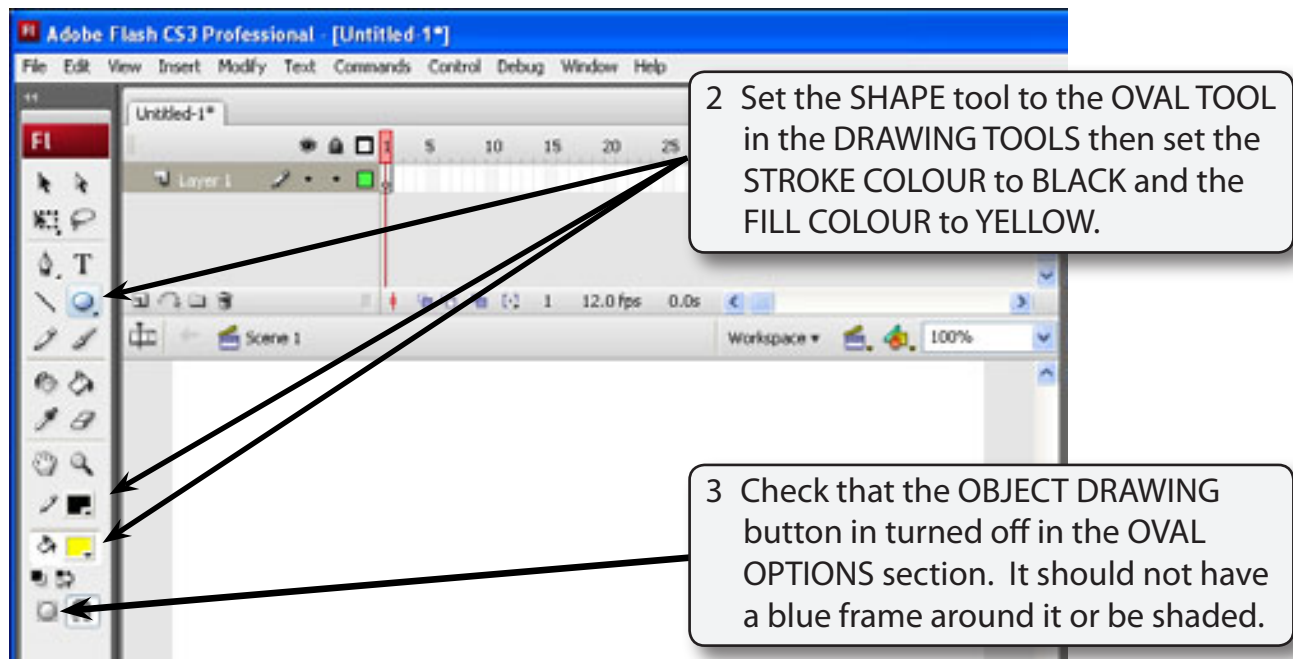 Adobe Flash CS3 Professional - [Untitled-1*]
File Edit View Insert Modify Text Commands Control Debug Window Help
Untitled-1*
Fl
1 5 10 15 20 25
Layer 1
T
1 12.0 fps 0.0s
Scene 1
Workspace
100%
2 Set the SHAPE tool to the OVAL TOOL
in the DRAWING TOOLS then set the
STROKE COLOUR to BLACK and the
FILL COLOUR to YELLOW.
3 Check that the OBJECT DRAWING
button in turned off in the OVAL
OPTIONS section. It should not have
a blue frame around it or be shaded.